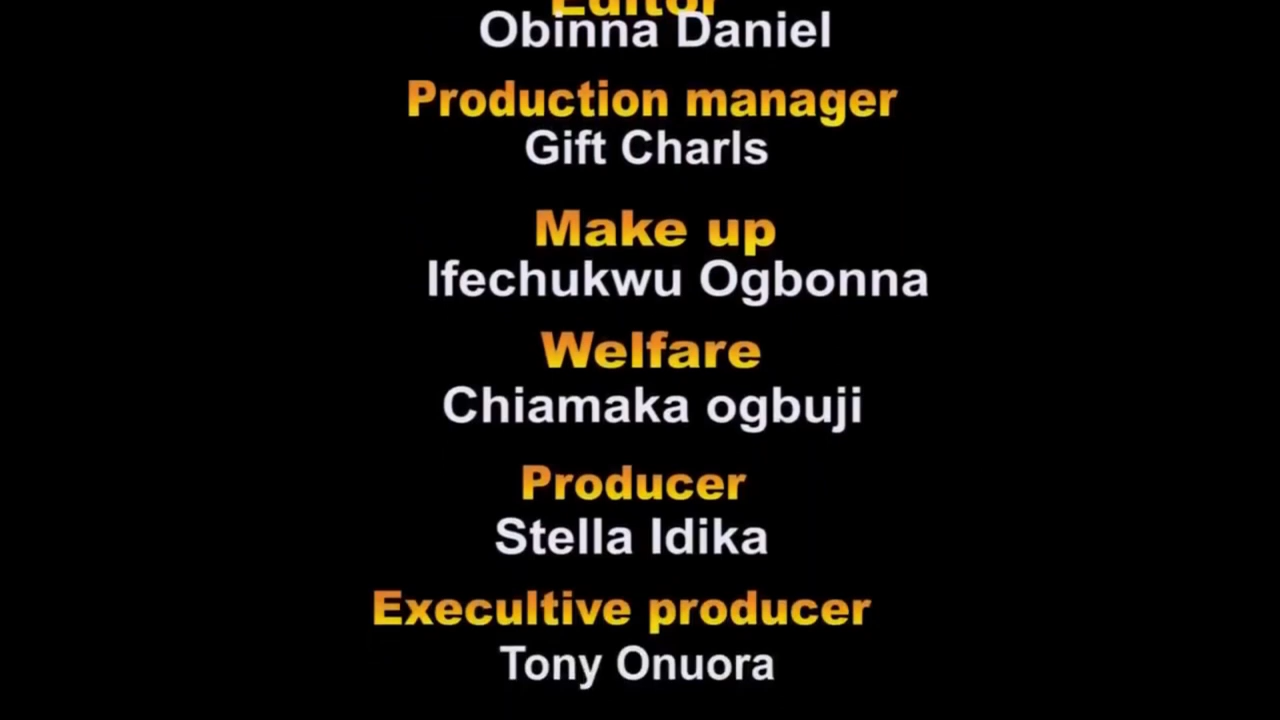 Editor
Obinna Daniel
Production manager
Gift Charls
Make up
Ifechukwu Ogbonna
Welfare
Chiamaka ogbuji
Producer
Stella Idika
Execultive producer
Tony Onuora